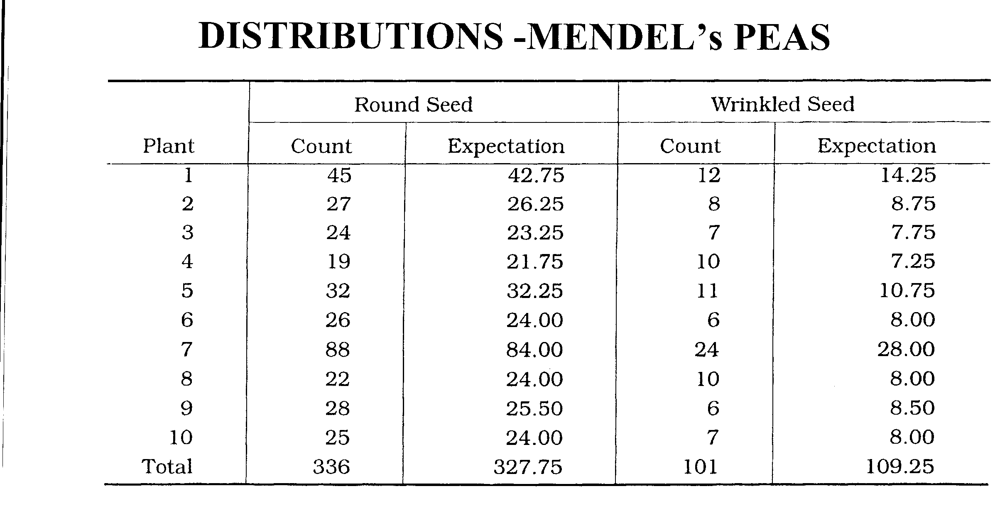 DISTRIBUTIONS -MENDEL's PEAS
Round Seed Wrinkled Seed
Plant Count Expectation Count Expectation
1 45 42.75 12 14.25
2 27 26.25 8 8.75
3 24 23.25 7 7.75
4 19 21.75 10 7.25
5 32 32.25 11 10.75
6 26 24.00 6 8.00
7 88 84.00 24 28.00
8 22 24.00 10 8.00
9 28 25.50 6 8.50
10 25 24.00 7 8.00
Total 336 327.75 101 109.25